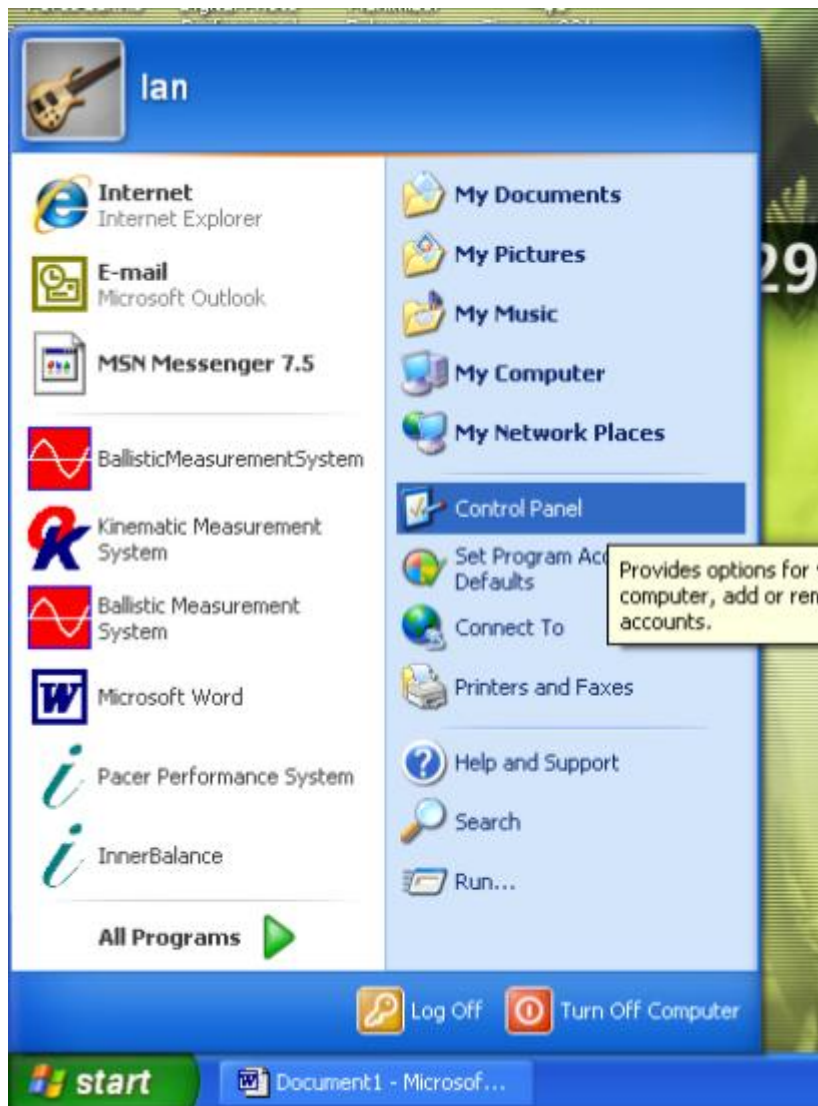 Ian
Internet
Internet Explorer
E-mail
Microsoft Outlook
MSN Messenger 7.5
BallisticMeasurementSystem
Kinematic Measurement
System
Ballistic Measurement
System
Microsoft Word
Pacer Performance System
InnerBalance
All Programs
My Documents
My Pictures
My Music
My Computer
My Network Places
Control Panel
Set Program Acc
Defaults
Connect To
Printers and Faxes
Help and Support
Search
Run...
Provides options for
computer, add or rem
accounts.
29
Log Off
Turn Off Computer
start
Document1 - Microsof...